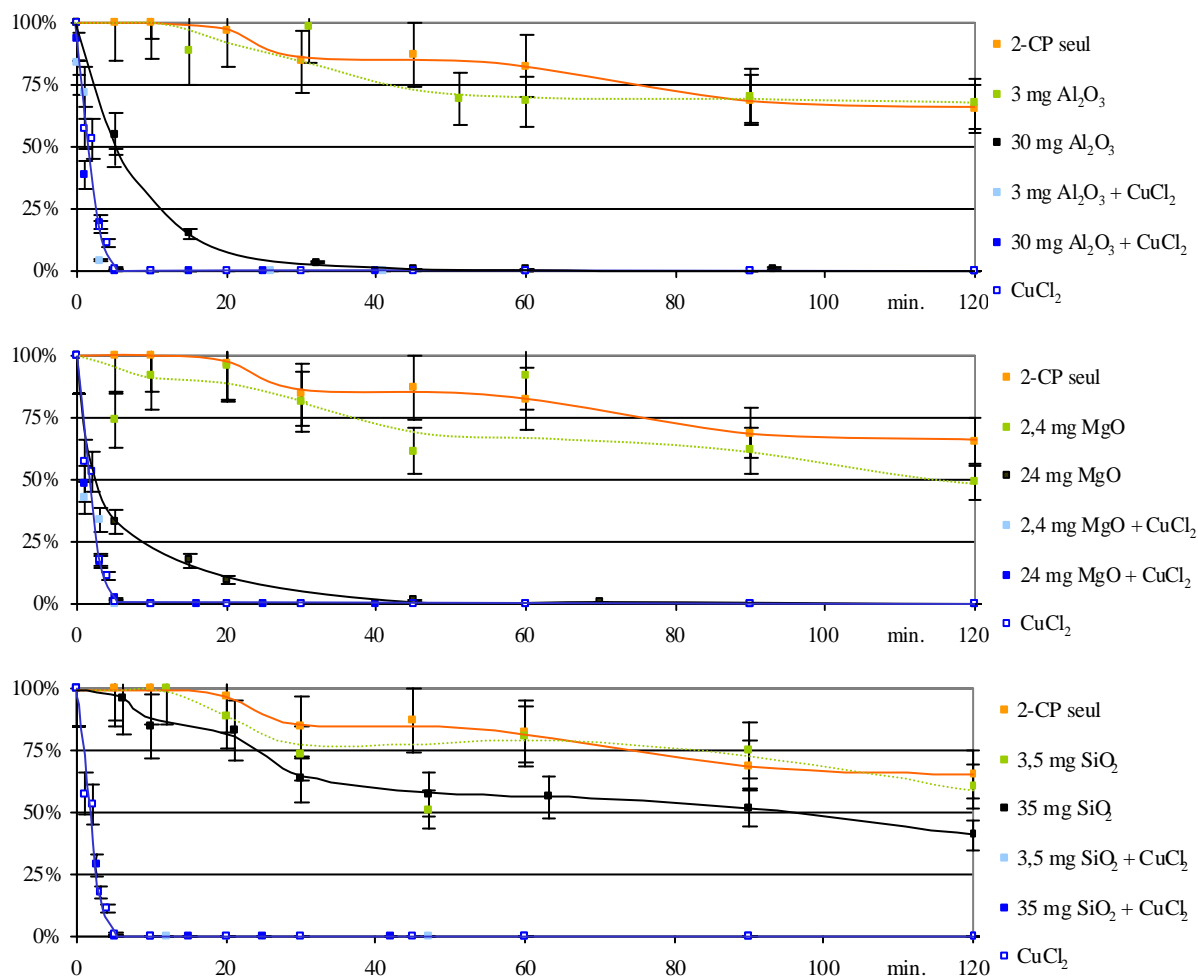 100%
75%
50%
25%
0%
0
20
40
60
80
100
min.
120
2-CP seul
3 mg Al₂O₃
30 mg Al₂O₃
3 mg Al₂O₃ + CuCl₂
30 mg Al₂O₃ + CuCl₂
CuCl₂
100%
75%
50%
25%
0%
0
20
40
60
80
100
min.
120
2-CP seul
2,4 mg MgO
24 mg MgO
2,4 mg MgO + CuCl₂
24 mg MgO + CuCl₂
CuCl₂
100%
75%
50%
25%
0%
0
20
40
60
80
100
min.
120
2-CP seul
3,5 mg SiO₂
35 mg SiO₂
3,5 mg SiO₂ + CuCl₂
35 mg SiO₂ + CuCl₂
CuCl₂